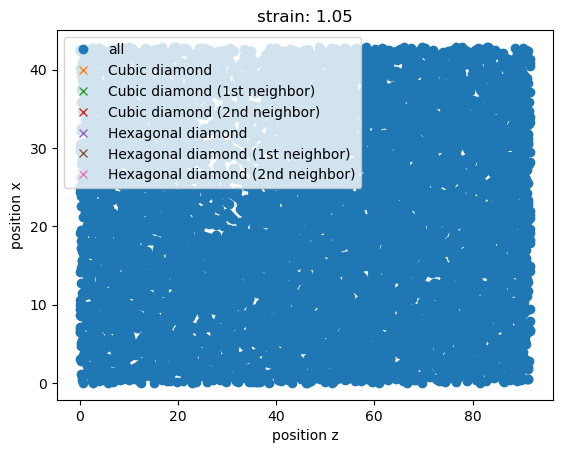 strain: 1.05
all
Cubic diamond
Cubic diamond (1st neighbor)
Cubic diamond (2nd neighbor)
Hexagonal diamond
Hexagonal diamond (1st neighbor)
Hexagonal diamond (2nd neighbor)
position x
40
30
20
10
0
0 20 40 60 80
position z